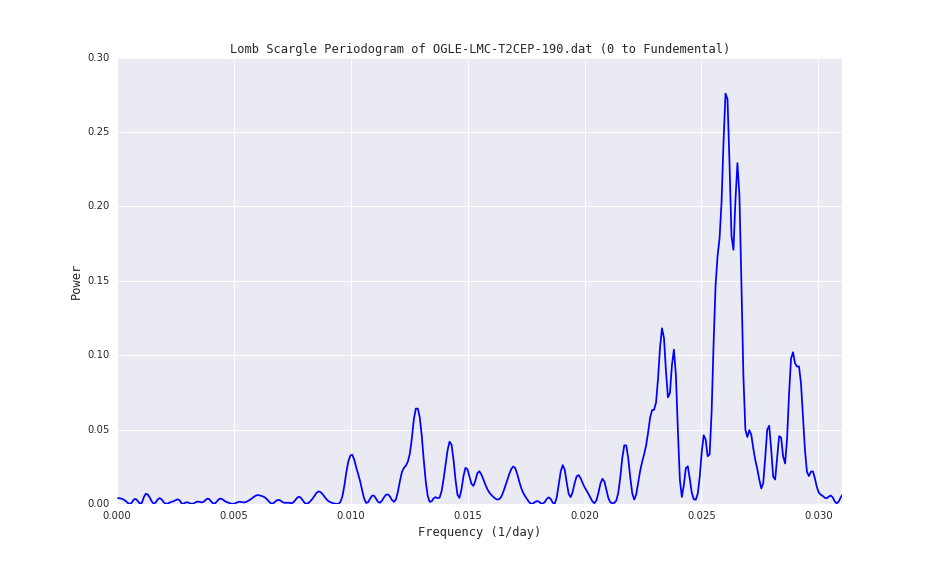 Lomb Scargle Periodogram of OGLE-LMC-T2CEP-190.dat (0 to Fundemental)
0.30
0.25
0.20
0.15
0.10
0.05
0.00
Power
0.000 0.005 0.010 0.015 0.020 0.025 0.030
Frequency (1/day)